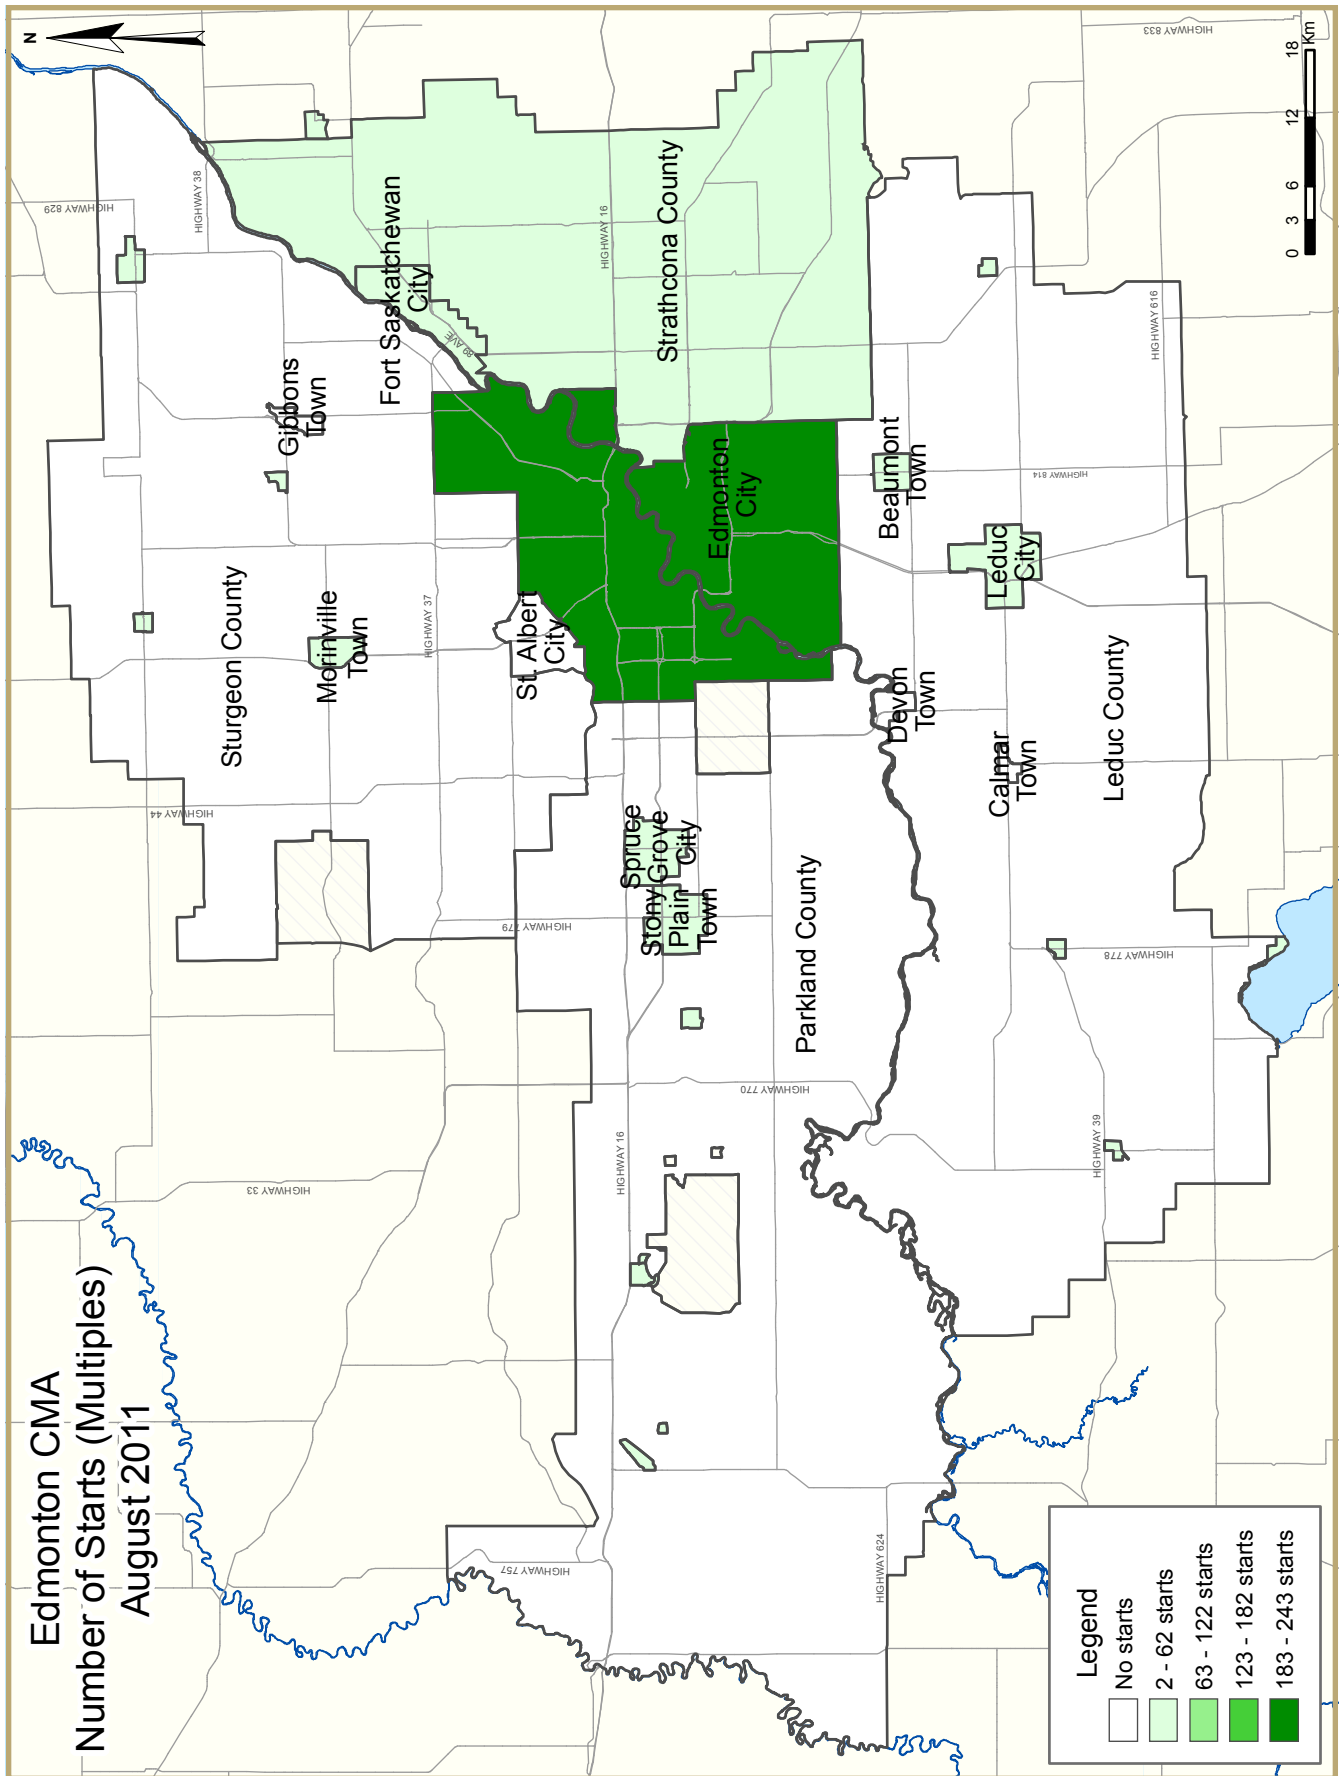 Edmonton CMA
Number of Starts (Multiples)
August 2011
N
HIGHWAY 829
HIGHWAY 38
HIGHWAY 833
Gibbons
Town
Fort Saskatchewan
City
89 AVE
HIGHWAY 16
Strathcona County
Sturgeon County
Morinville
Town
HIGHWAY 37
HIGHWAY 44
St. Albert
City
Edmonton
City
Beaumont
Town
HIGHWAY 814
HIGHWAY 616
Leduc
City
Devon
Town
Calmar
Town
Leduc County
HIGHWAY 779
Spruce
Grove
City
Stony
Plain
Town
Parkland County
HIGHWAY 778
HIGHWAY 770
HIGHWAY 33
HIGHWAY 16
HIGHWAY 39
HIGHWAY 757
HIGHWAY 624
0 3 6 12 18
Km
Legend
No starts
2 - 62 starts
63 - 122 starts
123 - 182 starts
183 - 243 starts